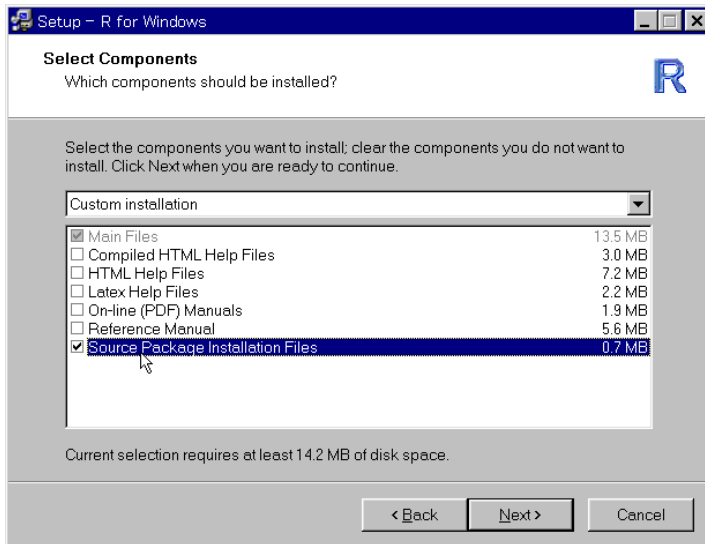 Setup – R for Windows
Select Components
Which components should be installed?
R
Select the components you want to install; clear the components you do not want to
install. Click Next when you are ready to continue.
Custom installation
Main Files 13.5 MB
Compiled HTML Help Files 3.0 MB
HTML Help Files 7.2 MB
Latex Help Files 2.2 MB
On-line (PDF) Manuals 1.9 MB
Reference Manual 5.6 MB
Source Package Installation Files 0.7 MB
Current selection requires at least 14.2 MB of disk space.
< Back Next > Cancel